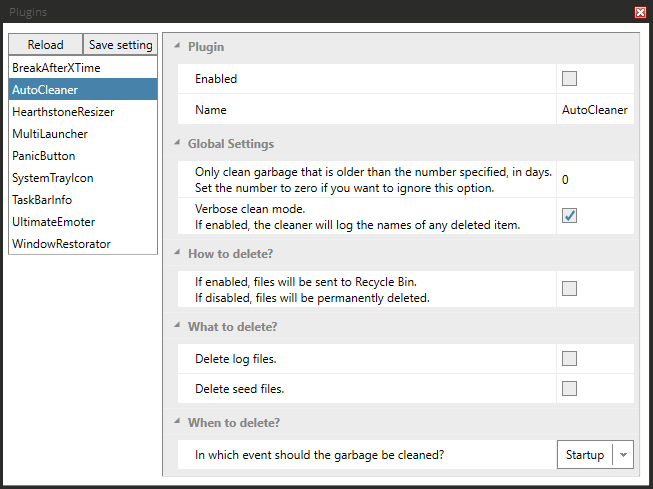 Plugins
Reload
Save setting
BreakAfterXTime
AutoCleaner
HearthstoneResizer
MultiLauncher
PanicButton
SystemTrayIcon
TaskBarInfo
UltimateEmoter
WindowRestorator
Plugin
Enabled
Name
AutoCleaner
Global Settings
Only clean garbage that is older than the number specified, in days.
Set the number to zero if you want to ignore this option.
0
Verbose clean mode.
If enabled, the cleaner will log the names of any deleted item.
How to delete?
If enabled, files will be sent to Recycle Bin.
If disabled, files will be permanently deleted.
What to delete?
Delete log files.
Delete seed files.
When to delete?
In which event should the garbage be cleaned?
Startup